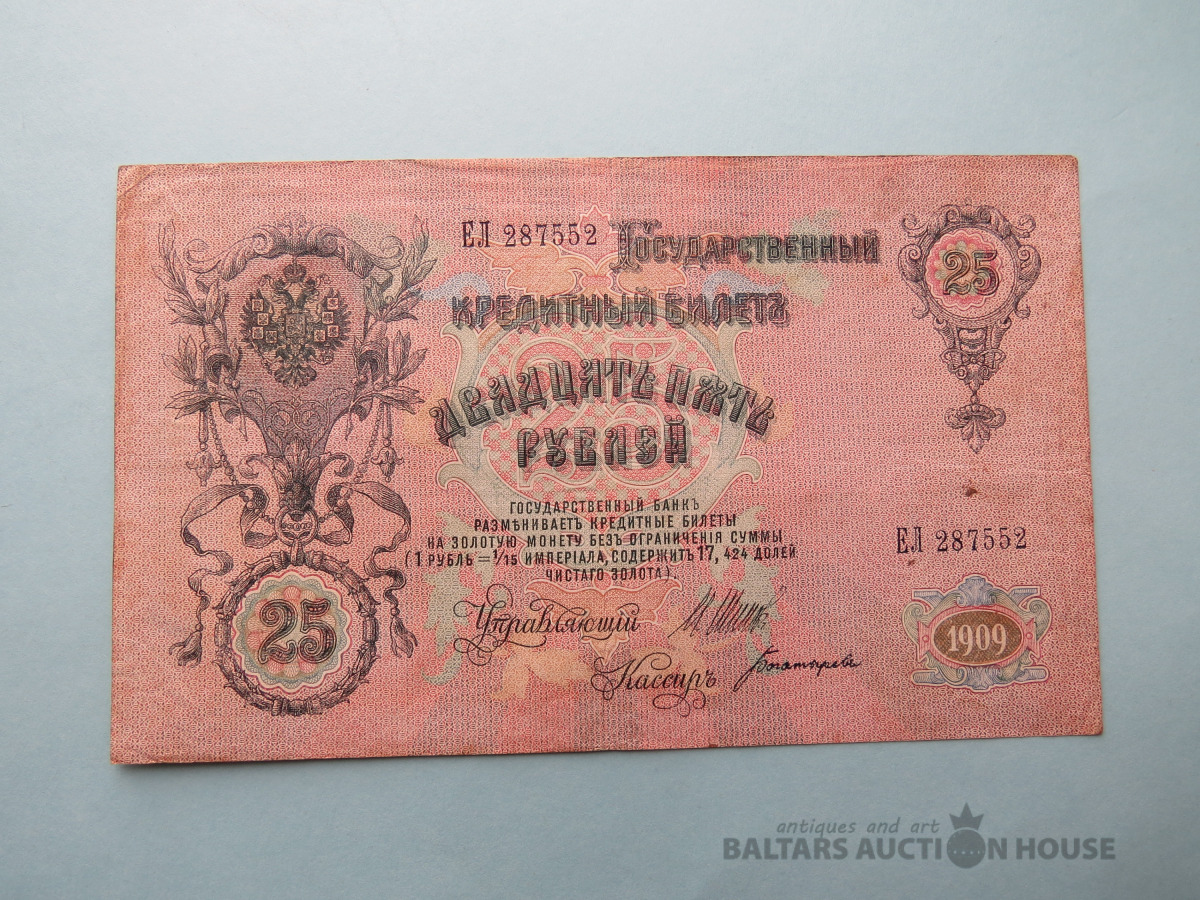 ЕЛ 287552
Государственный
25
Кредитный Билетъ
25
Двадцать пять
рублей
Государственный Банкъ
размѣниваетъ кредитные билеты
на золотую монету безъ ограниченія суммы
(1 рубль = 1/15 имперіала, содержитъ 17, 424 долей
чистаго золота).
ЕЛ 287552
25
Управляющій
Кассиръ Богатыревъ
1909
antiques and art
BALTARS AUCTION HOUSE